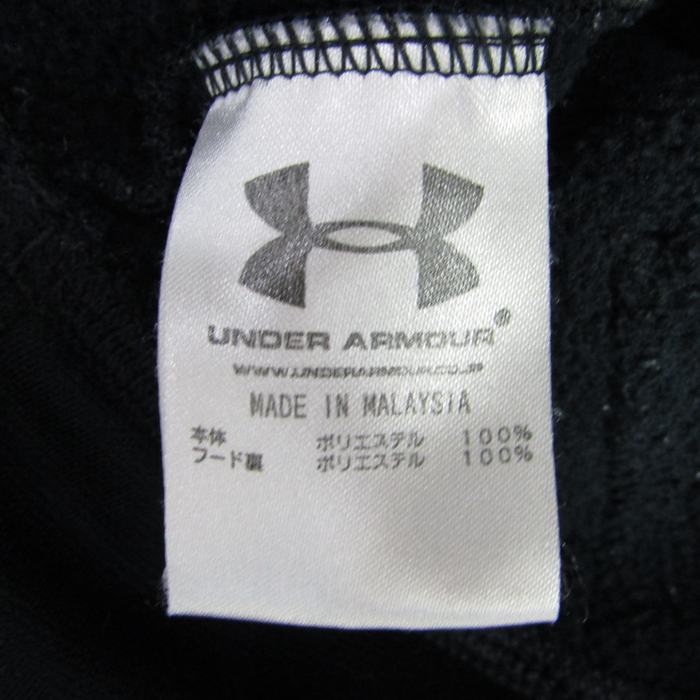 UNDER ARMOUR®
WWW.UNDERARMOUR.CO.JP
MADE IN MALAYSIA
本体 ポリエステル 100%
フード裏 ポリエステル 100%